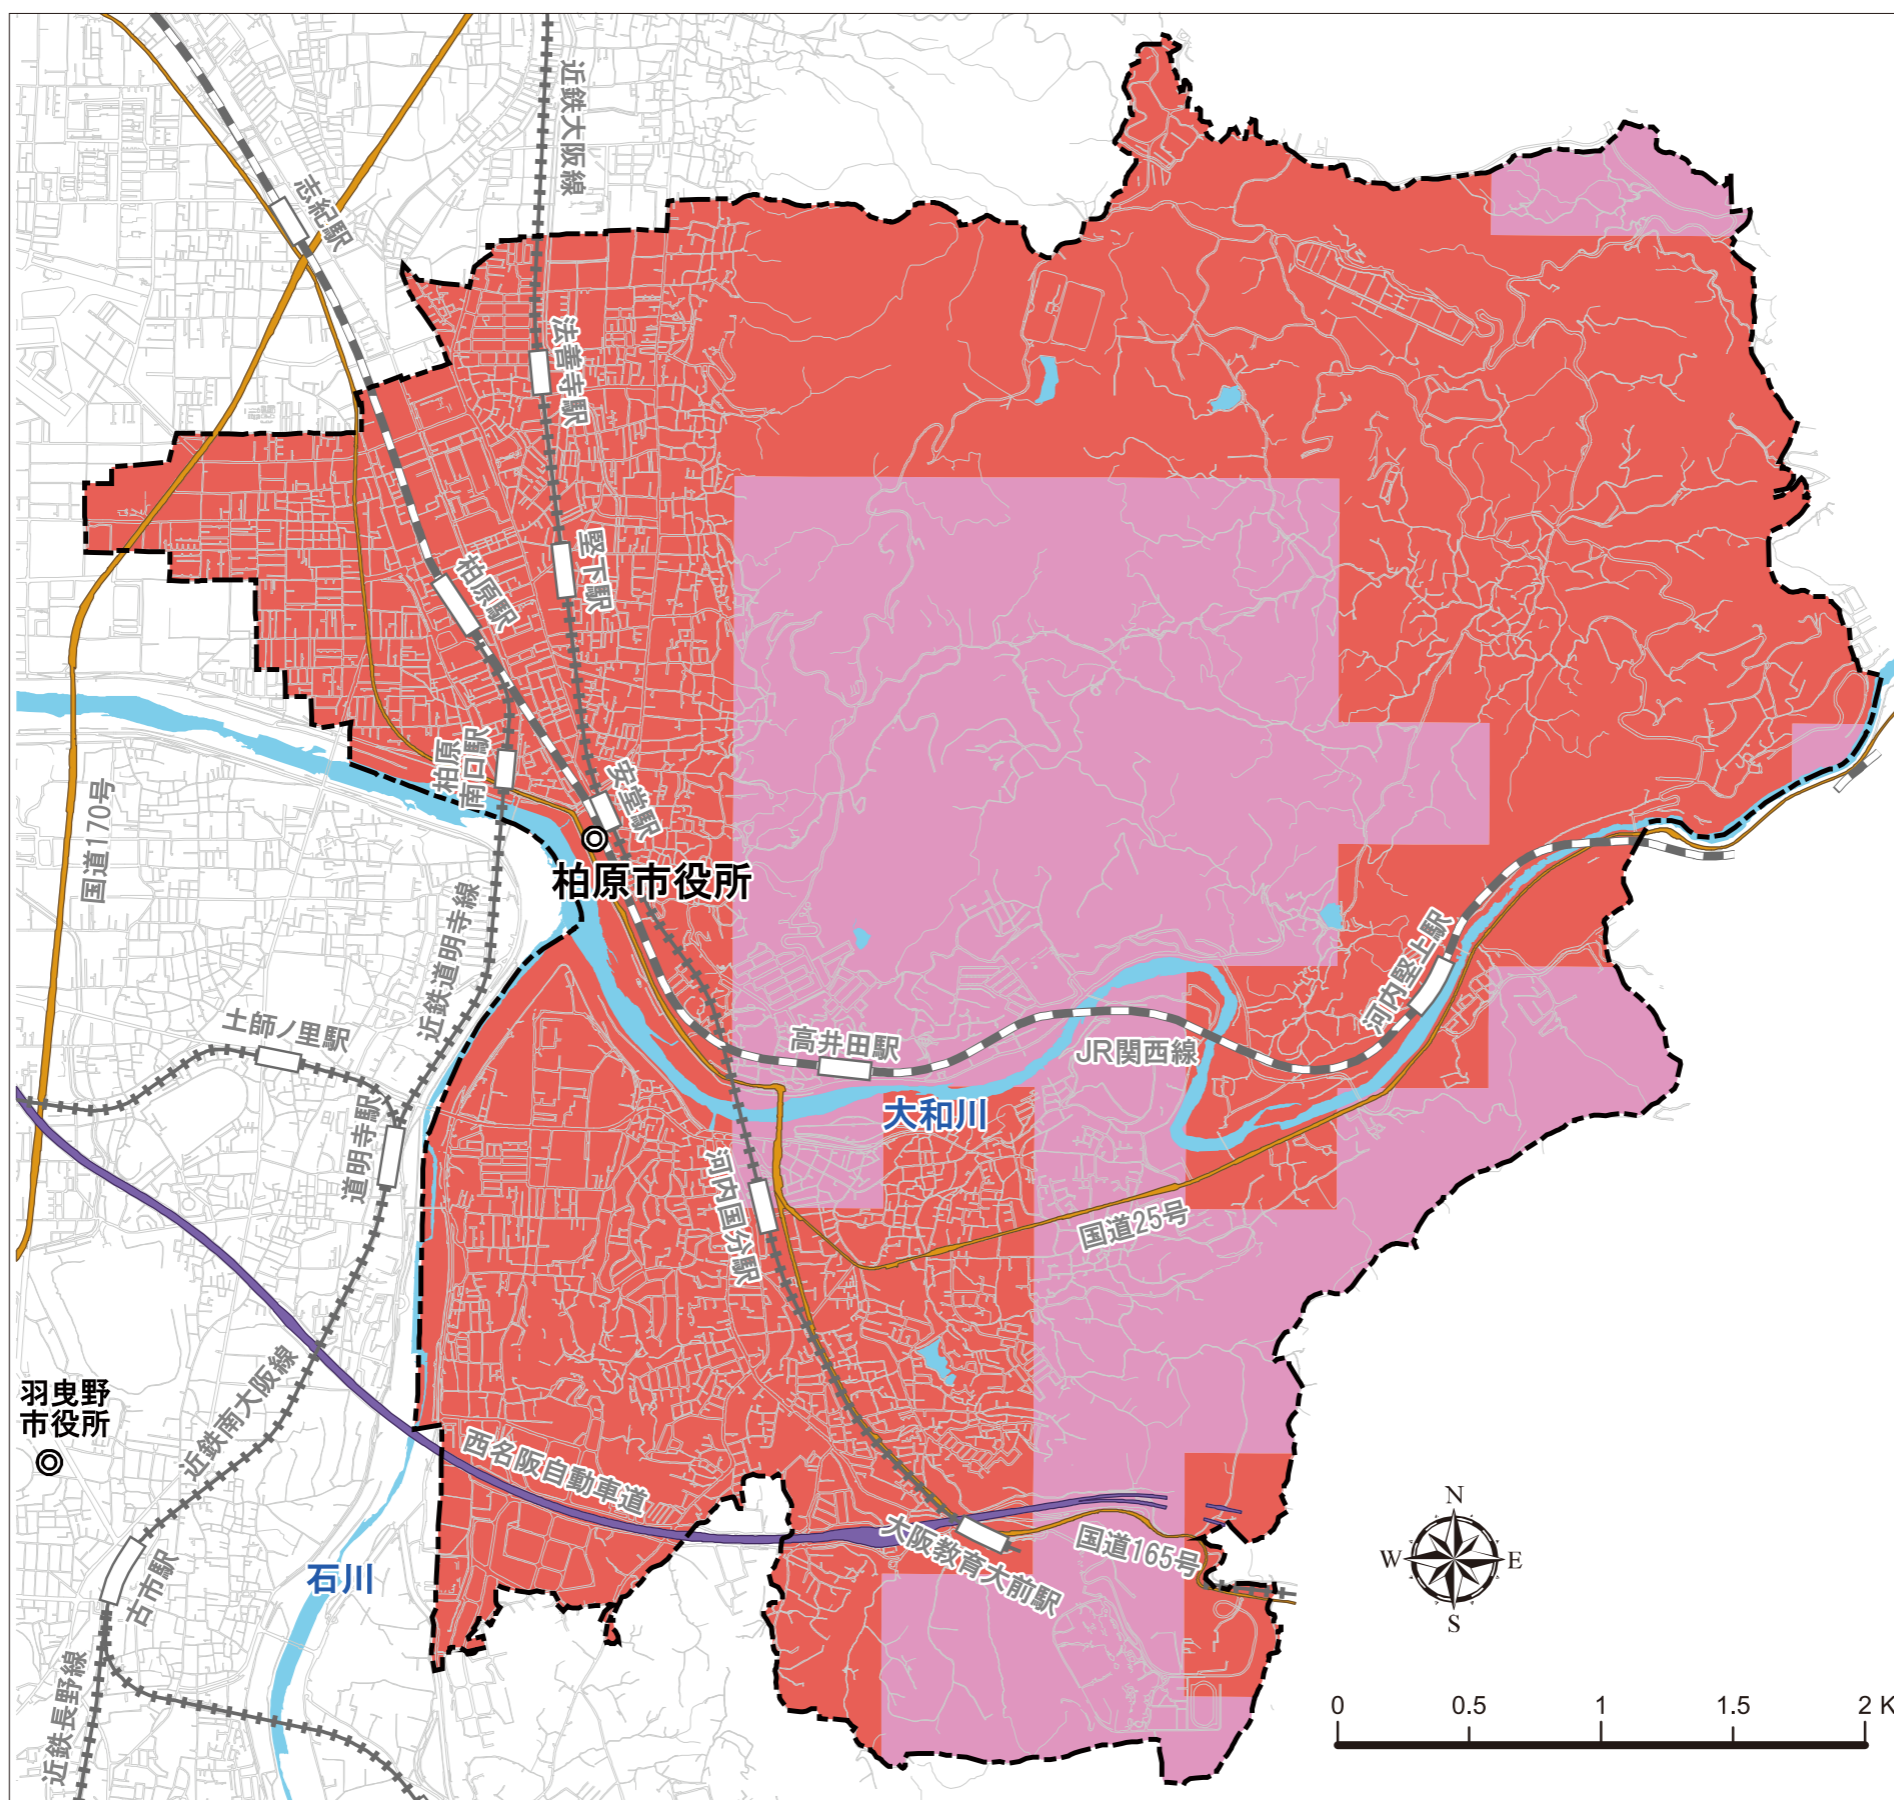 近鉄大阪線
志紀駅
法善寺駅
堅下駅
柏原駅
柏原
南口駅
安堂駅
国道170号
柏原市役所
近鉄道明寺線
河内堅上駅
土師ノ里駅
高井田駅
JR関西線
大和川
道明寺駅
河内国分駅
国道25号
羽曳野
市役所
近鉄南大阪線
西名阪自動車道
大阪教育大前駅
国道165号
石川
古市駅
近鉄長野線
N
W
E
S
0
0.5
1
1.5
2 K